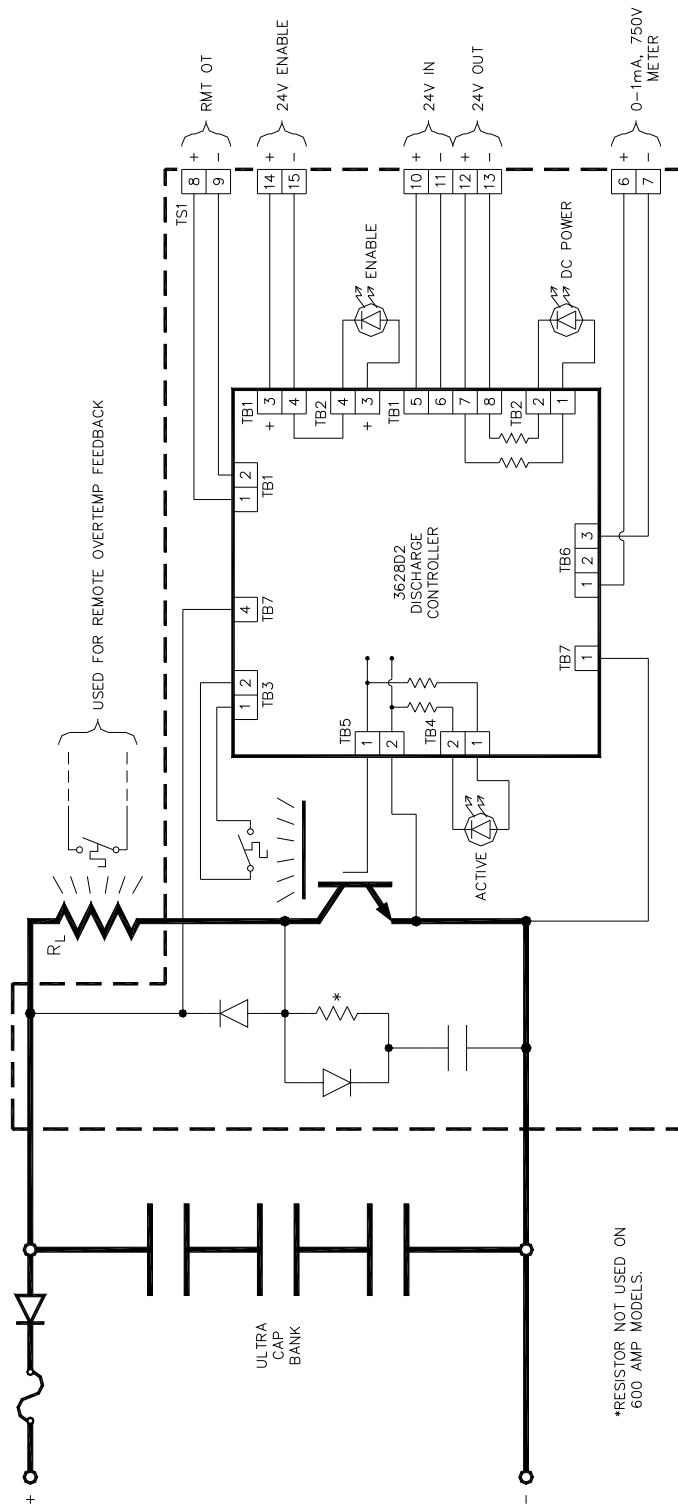 USED FOR REMOTE OVERTEMP FEEDBACK
RL
ULTRA
CAP
BANK
*RESISTOR NOT USED ON
600 AMP MODELS.
+
-
*
ACTIVE
3628D2
DISCHARGE
CONTROLLER
TB3
1 2
TB7
4
TB1
1 2
TB5
1
2
TB4
2
1
TB7
1
TB6
1 2 3
TB1
+ 3
4
TB2
4
+ 3
TB1
5
6
7
8
TB2
2
1
ENABLE
DC POWER
TS1
8 +
9 -
RMT OT
14 +
15 -
24V ENABLE
10 +
11 -
24V IN
12 +
13 -
24V OUT
6 +
7 -
0-1mA, 750V
METER